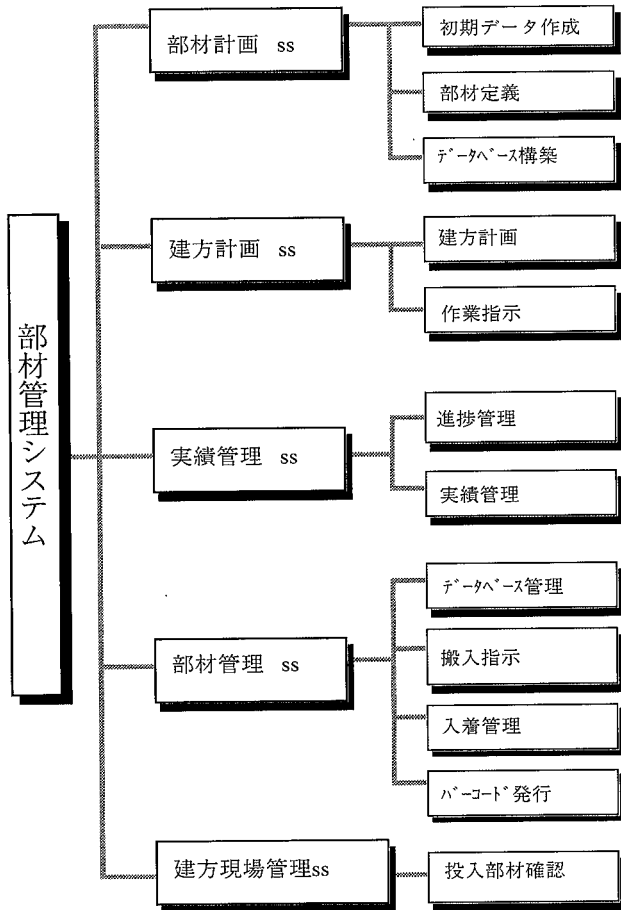 部材管理システム
部材計画 ss
初期データ作成
部材定義
ﾃﾞｰﾀﾍﾞｰｽ構築
建方計画 ss
建方計画
作業指示
実績管理 ss
進捗管理
実績管理
部材管理 ss
ﾃﾞｰﾀﾍﾞｰｽ管理
搬入指示
入着管理
ﾊﾞｰｺｰﾄﾞ発行
建方現場管理ss
投入部材確認